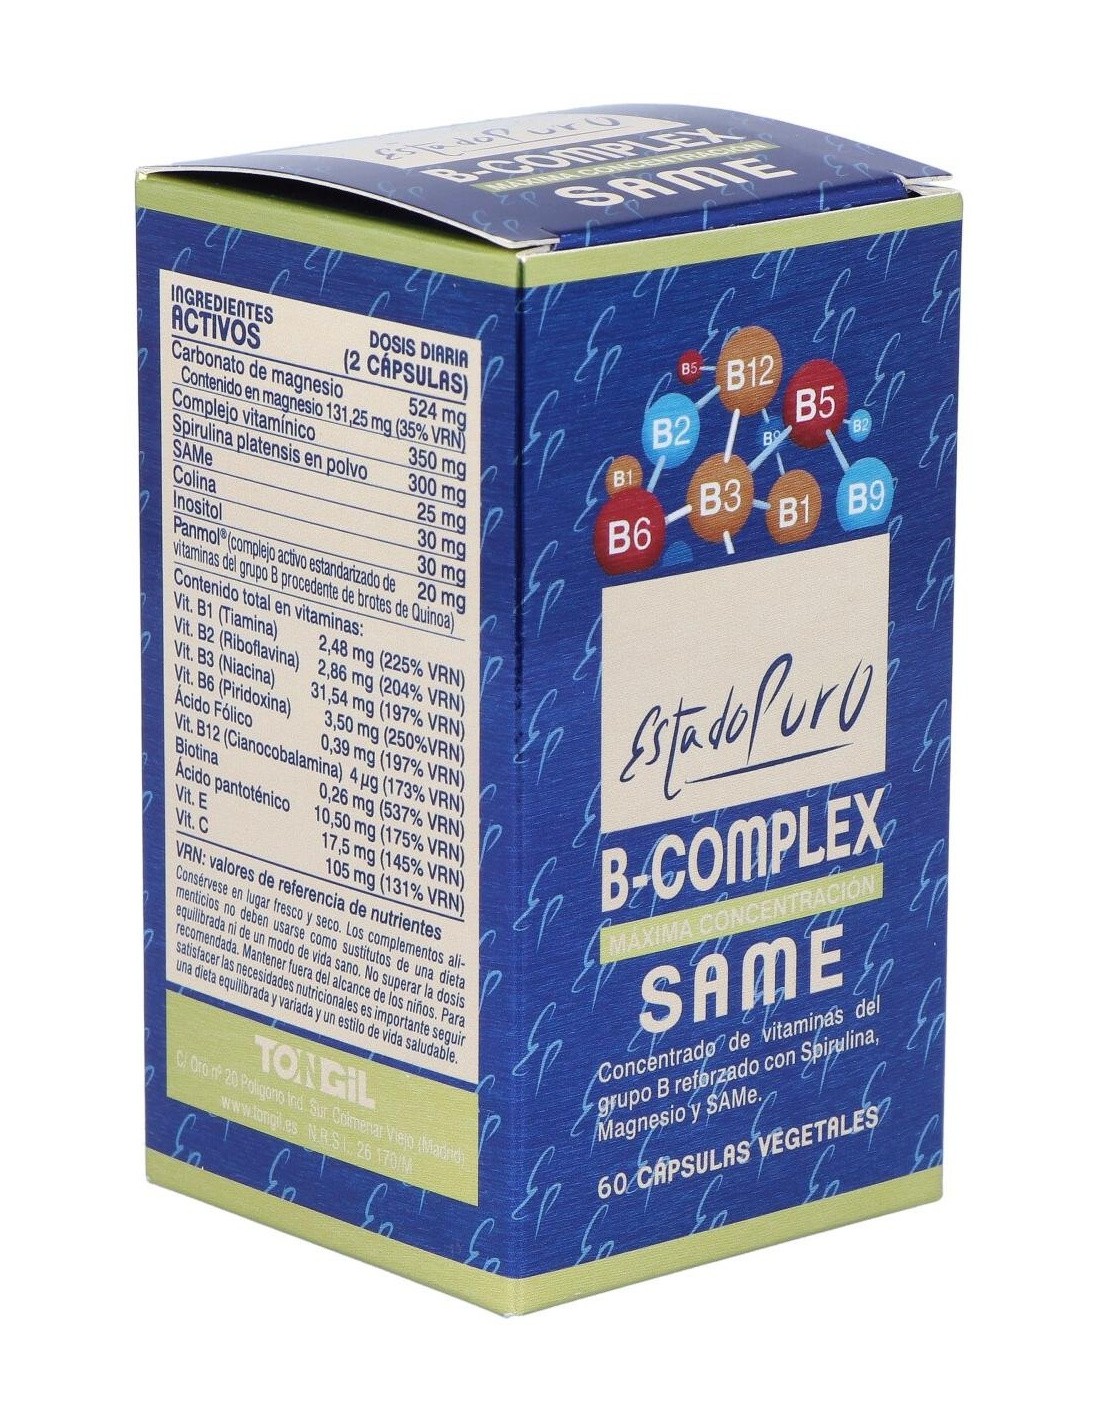 EstadoPuro
B-COMPLEX
MÁXIMA CONCENTRACIÓN
SAME
INGREDIENTES
ACTIVOS
DOSIS DIARIA
(2 CÁPSULAS)
Carbonato de magnesio 524 mg
Contenido en magnesio 131,25 mg (35% VRN)
Complejo vitamínico 350 mg
Spirulina platensis en polvo 300 mg
SAMe 25 mg
Colina 30 mg
Inositol 30 mg
Panmol® (complejo activo estandarizado de 20 mg
vitaminas del grupo B procedente de brotes de Quinoa)
Contenido total en vitaminas:
Vit. B1 (Tiamina) 2,48 mg (225% VRN)
Vit. B2 (Riboflavina) 2,86 mg (204% VRN)
Vit. B3 (Niacina) 31,54 mg (197% VRN)
Vit. B6 (Piridoxina) 3,50 mg (250%VRN)
Ácido Fólico 0,39 mg (197% VRN)
Vit. B12 (Cianocobalamina) 4 µg (173% VRN)
Biotina 0,26 mg (537% VRN)
Ácido pantoténico 10,50 mg (175% VRN)
Vit. E 17,5 mg (145% VRN)
Vit. C 105 mg (131% VRN)
VRN: valores de referencia de nutrientes
Consérvese en lugar fresco y seco. Los complementos ali-
menticios no deben usarse como sustitutos de una dieta
equilibrada ni de un modo de vida sano. No superar la dosis
recomendada. Mantener fuera del alcance de los niños. Para
satisfacer las necesidades nutricionales es importante seguir
una dieta equilibrada y variada y un estilo de vida saludable.
TONGIL
C/ Oro nº 20 Polígono Ind. Sur Colmenar Viejo (Madrid)
www.tongil.es N.R.S.I.: 26 170/M
B5
B12
B5
B2
B9
B2
B1
B3
B1
B9
B6
EstadoPuro
B-COMPLEX
MÁXIMA CONCENTRACIÓN
SAME
Concentrado de vitaminas del
grupo B reforzado con Spirulina,
Magnesio y SAMe.
60 CÁPSULAS VEGETALES